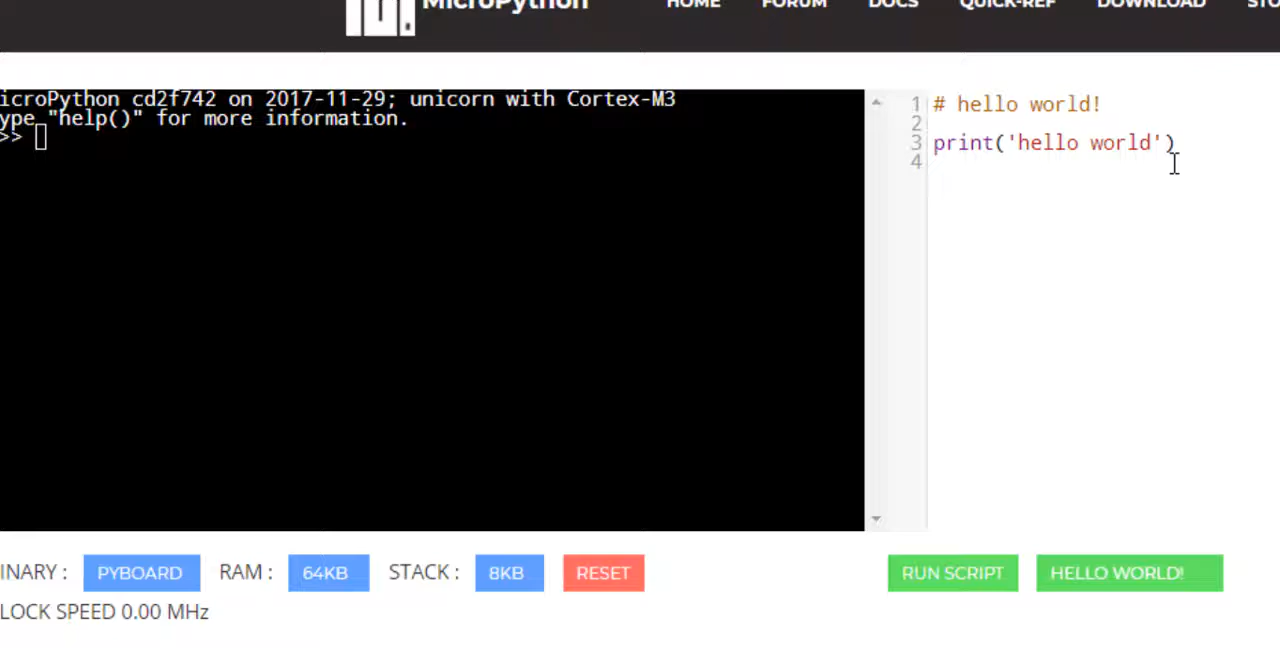 MicroPython HOME FORUM DOCS QUICK-REF DOWNLOAD STO
icroPython cd2f742 on 2017-11-29; unicorn with Cortex-M3
ype "help()" for more information.
>>
1 # hello world!
2
3 print('hello world')
4
INARY : PYBOARD RAM : 64KB STACK : 8KB RESET RUN SCRIPT HELLO WORLD!
LOCK SPEED 0.00 MHz